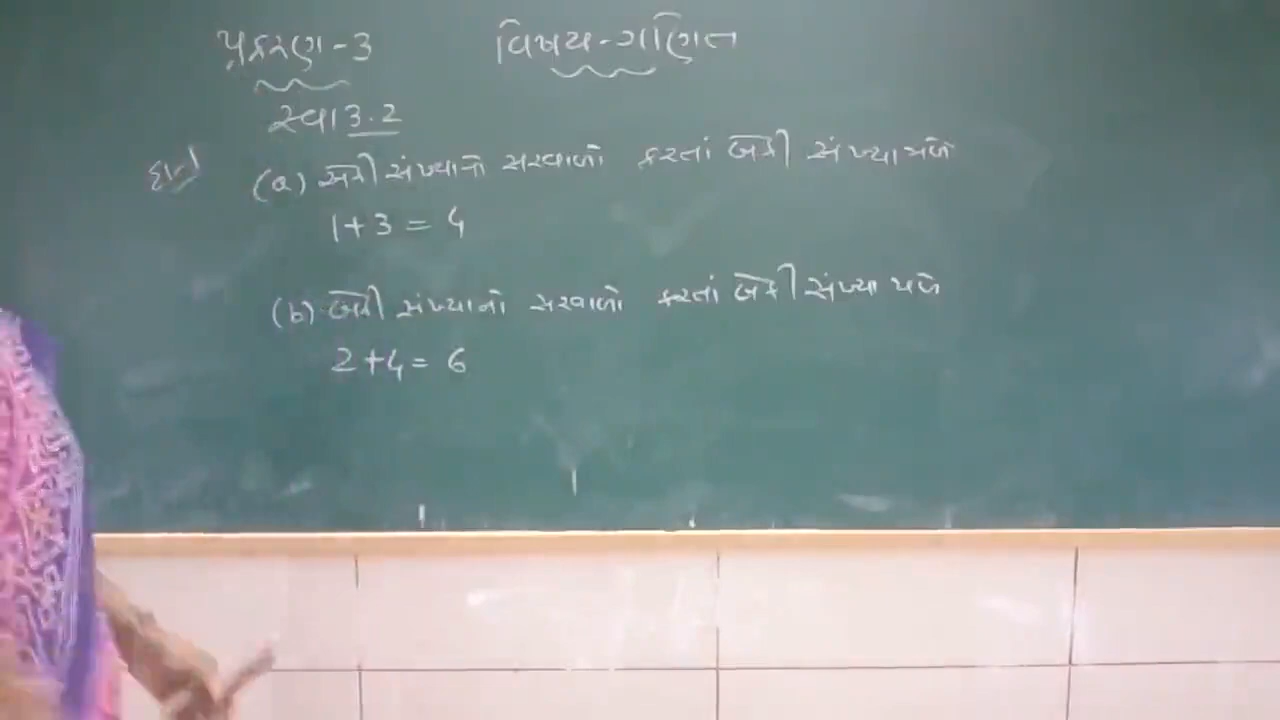 પ્રકરણ-3 વિષય-ગણિત
સ્વા 3.2
(a) એકી સંખ્યાનો સરવાળો કરતાં બેકી સંખ્યા મળે
1 + 3 = 4
(b) બેકી સંખ્યાનો સરવાળો કરતાં બેકી સંખ્યા મળે
2 + 4 = 6